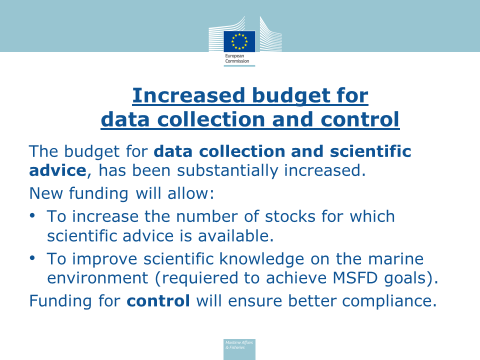 European
Commission
Increased budget for
data collection and control
The budget for data collection and scientific
advice, has been substantially increased.
New funding will allow:
• To increase the number of stocks for which
scientific advice is available.
• To improve scientific knowledge on the marine
environment (requiered to achieve MSFD goals).
Funding for control will ensure better compliance.